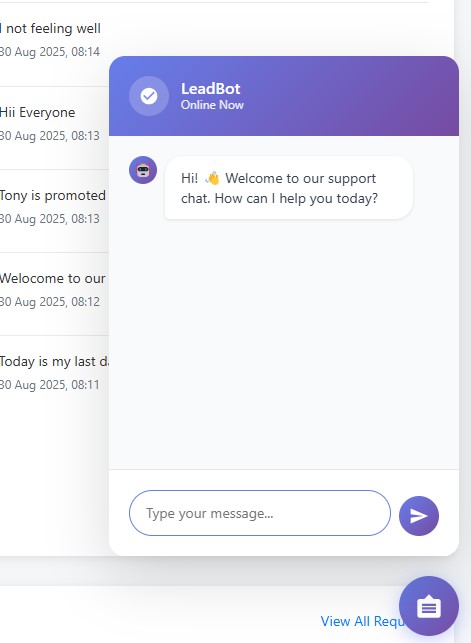 I not feeling well
30 Aug 2025, 08:14
Hii Everyone
30 Aug 2025, 08:13
Tony is promoted
30 Aug 2025, 08:13
Welocome to our
30 Aug 2025, 08:12
Today is my last
30 Aug 2025, 08:11
LeadBot
Online Now
Hi! 👋 Welcome to our support
chat. How can I help you today?
Type your message...
View All